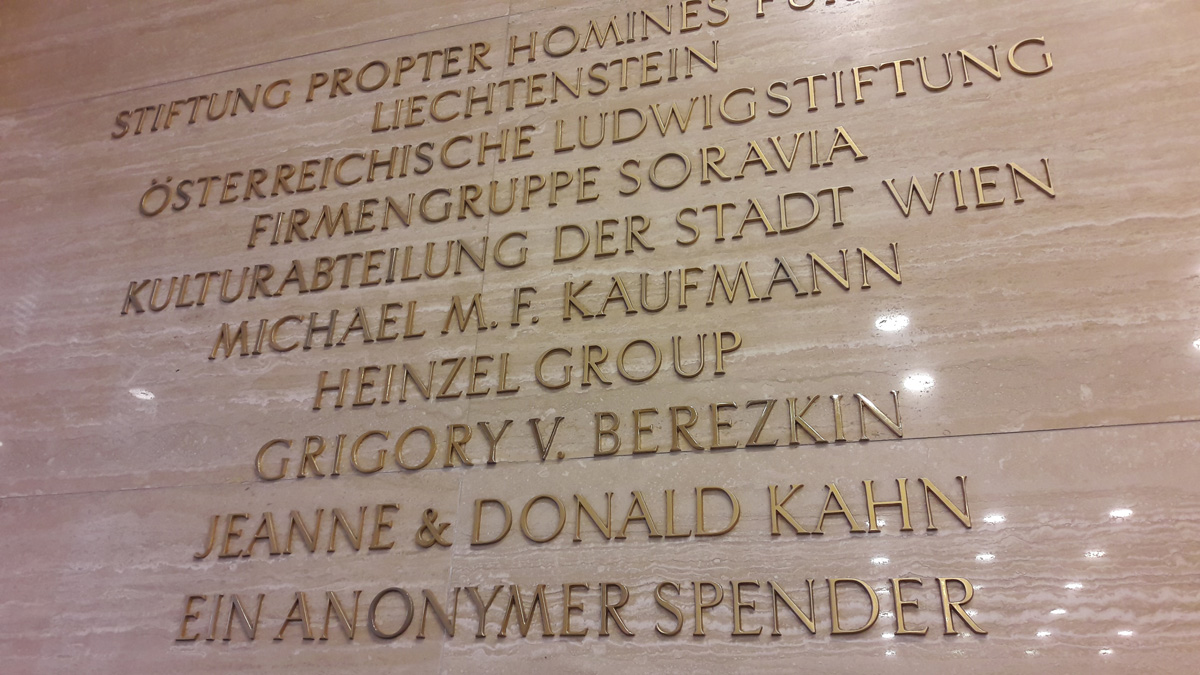 STIFTUNG PROPTER HOMINES
LIECHTENSTEIN
ÖSTERREICHISCHE LUDWIGSTIFTUNG
FIRMENGRUPPE SORAVIA
KULTURABTEILUNG DER STADT WIEN
MICHAEL M. F. KAUFMANN
HEINZEL GROUP
GRIGORY V. BEREZKIN
JEANNE & DONALD KAHN
EIN ANONYMER SPENDER